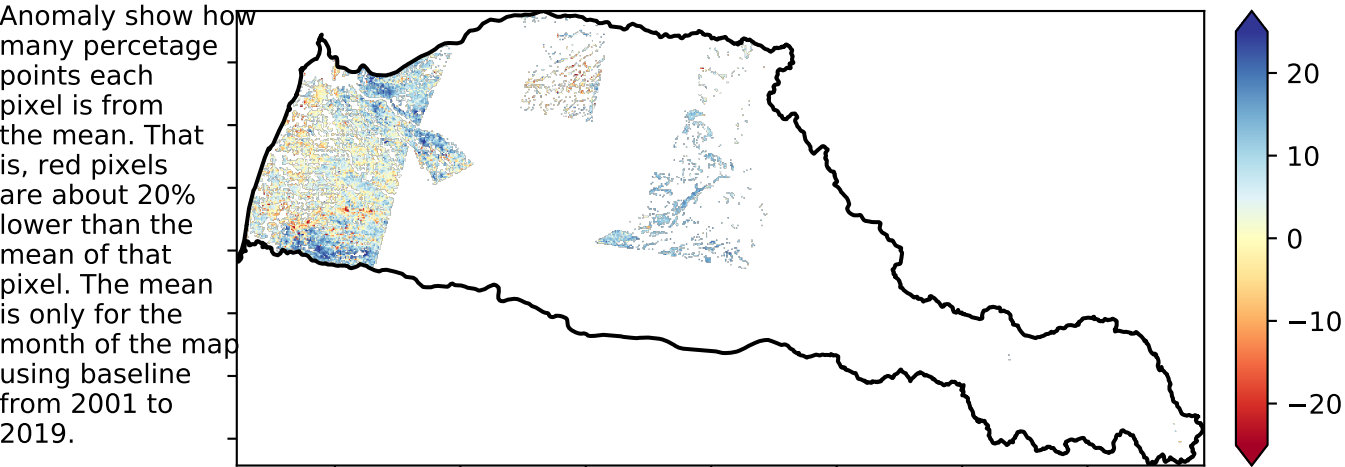 Anomaly show how
many percetage
points each
pixel is from
the mean. That
is, red pixels
are about 20%
lower than the
mean of that
pixel. The mean
is only for the
month of the map
using baseline
from 2001 to
2019.
20
10
0
−10
−20